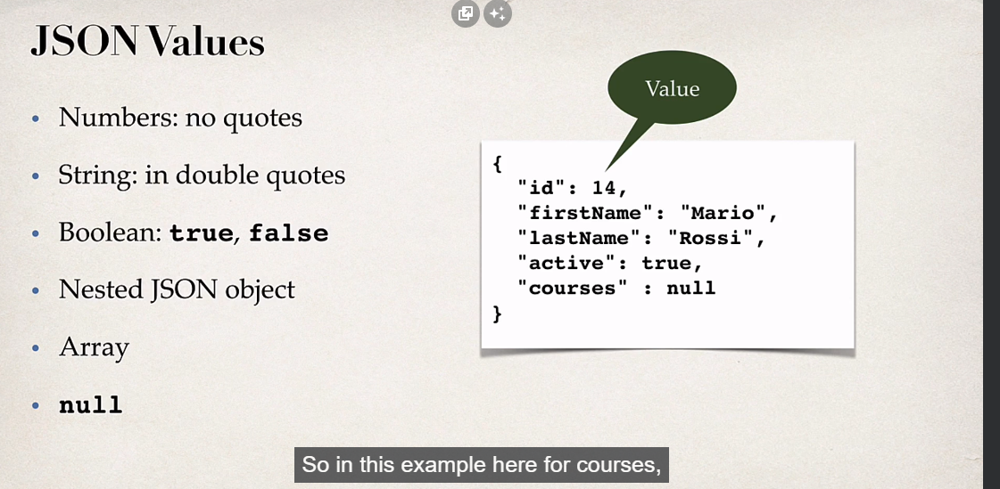 JSON Values
• Numbers: no quotes
• String: in double quotes
• Boolean: true, false
• Nested JSON object
• Array
• null
Value
{
"id": 14,
"firstName": "Mario",
"lastName": "Rossi",
"active": true,
"courses" : null
}
So in this example here for courses,